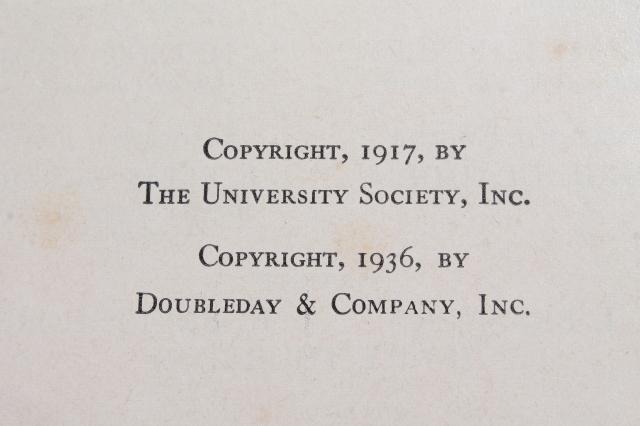 Copyright, 1917, by
The University Society, Inc.
Copyright, 1936, by
Doubleday & Company, Inc.